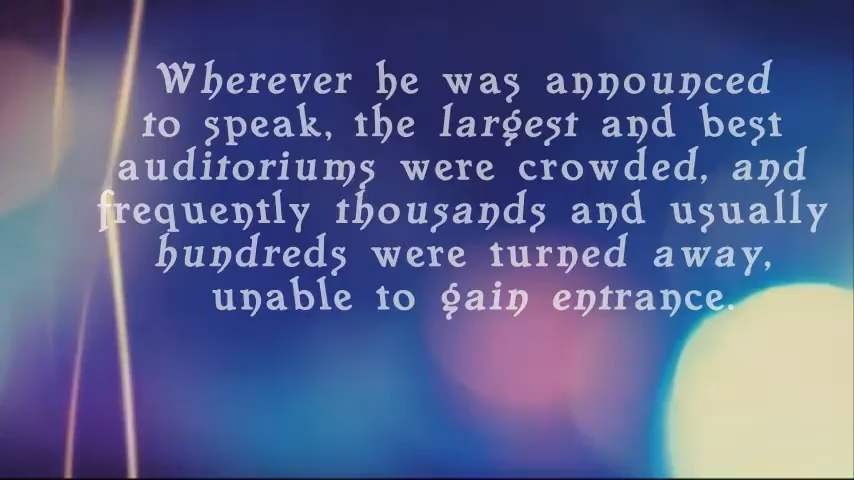 Wherever he was announced
to speak, the largest and best
auditoriums were crowded, and
frequently thousands and usually
hundreds were turned away,
unable to gain entrance.